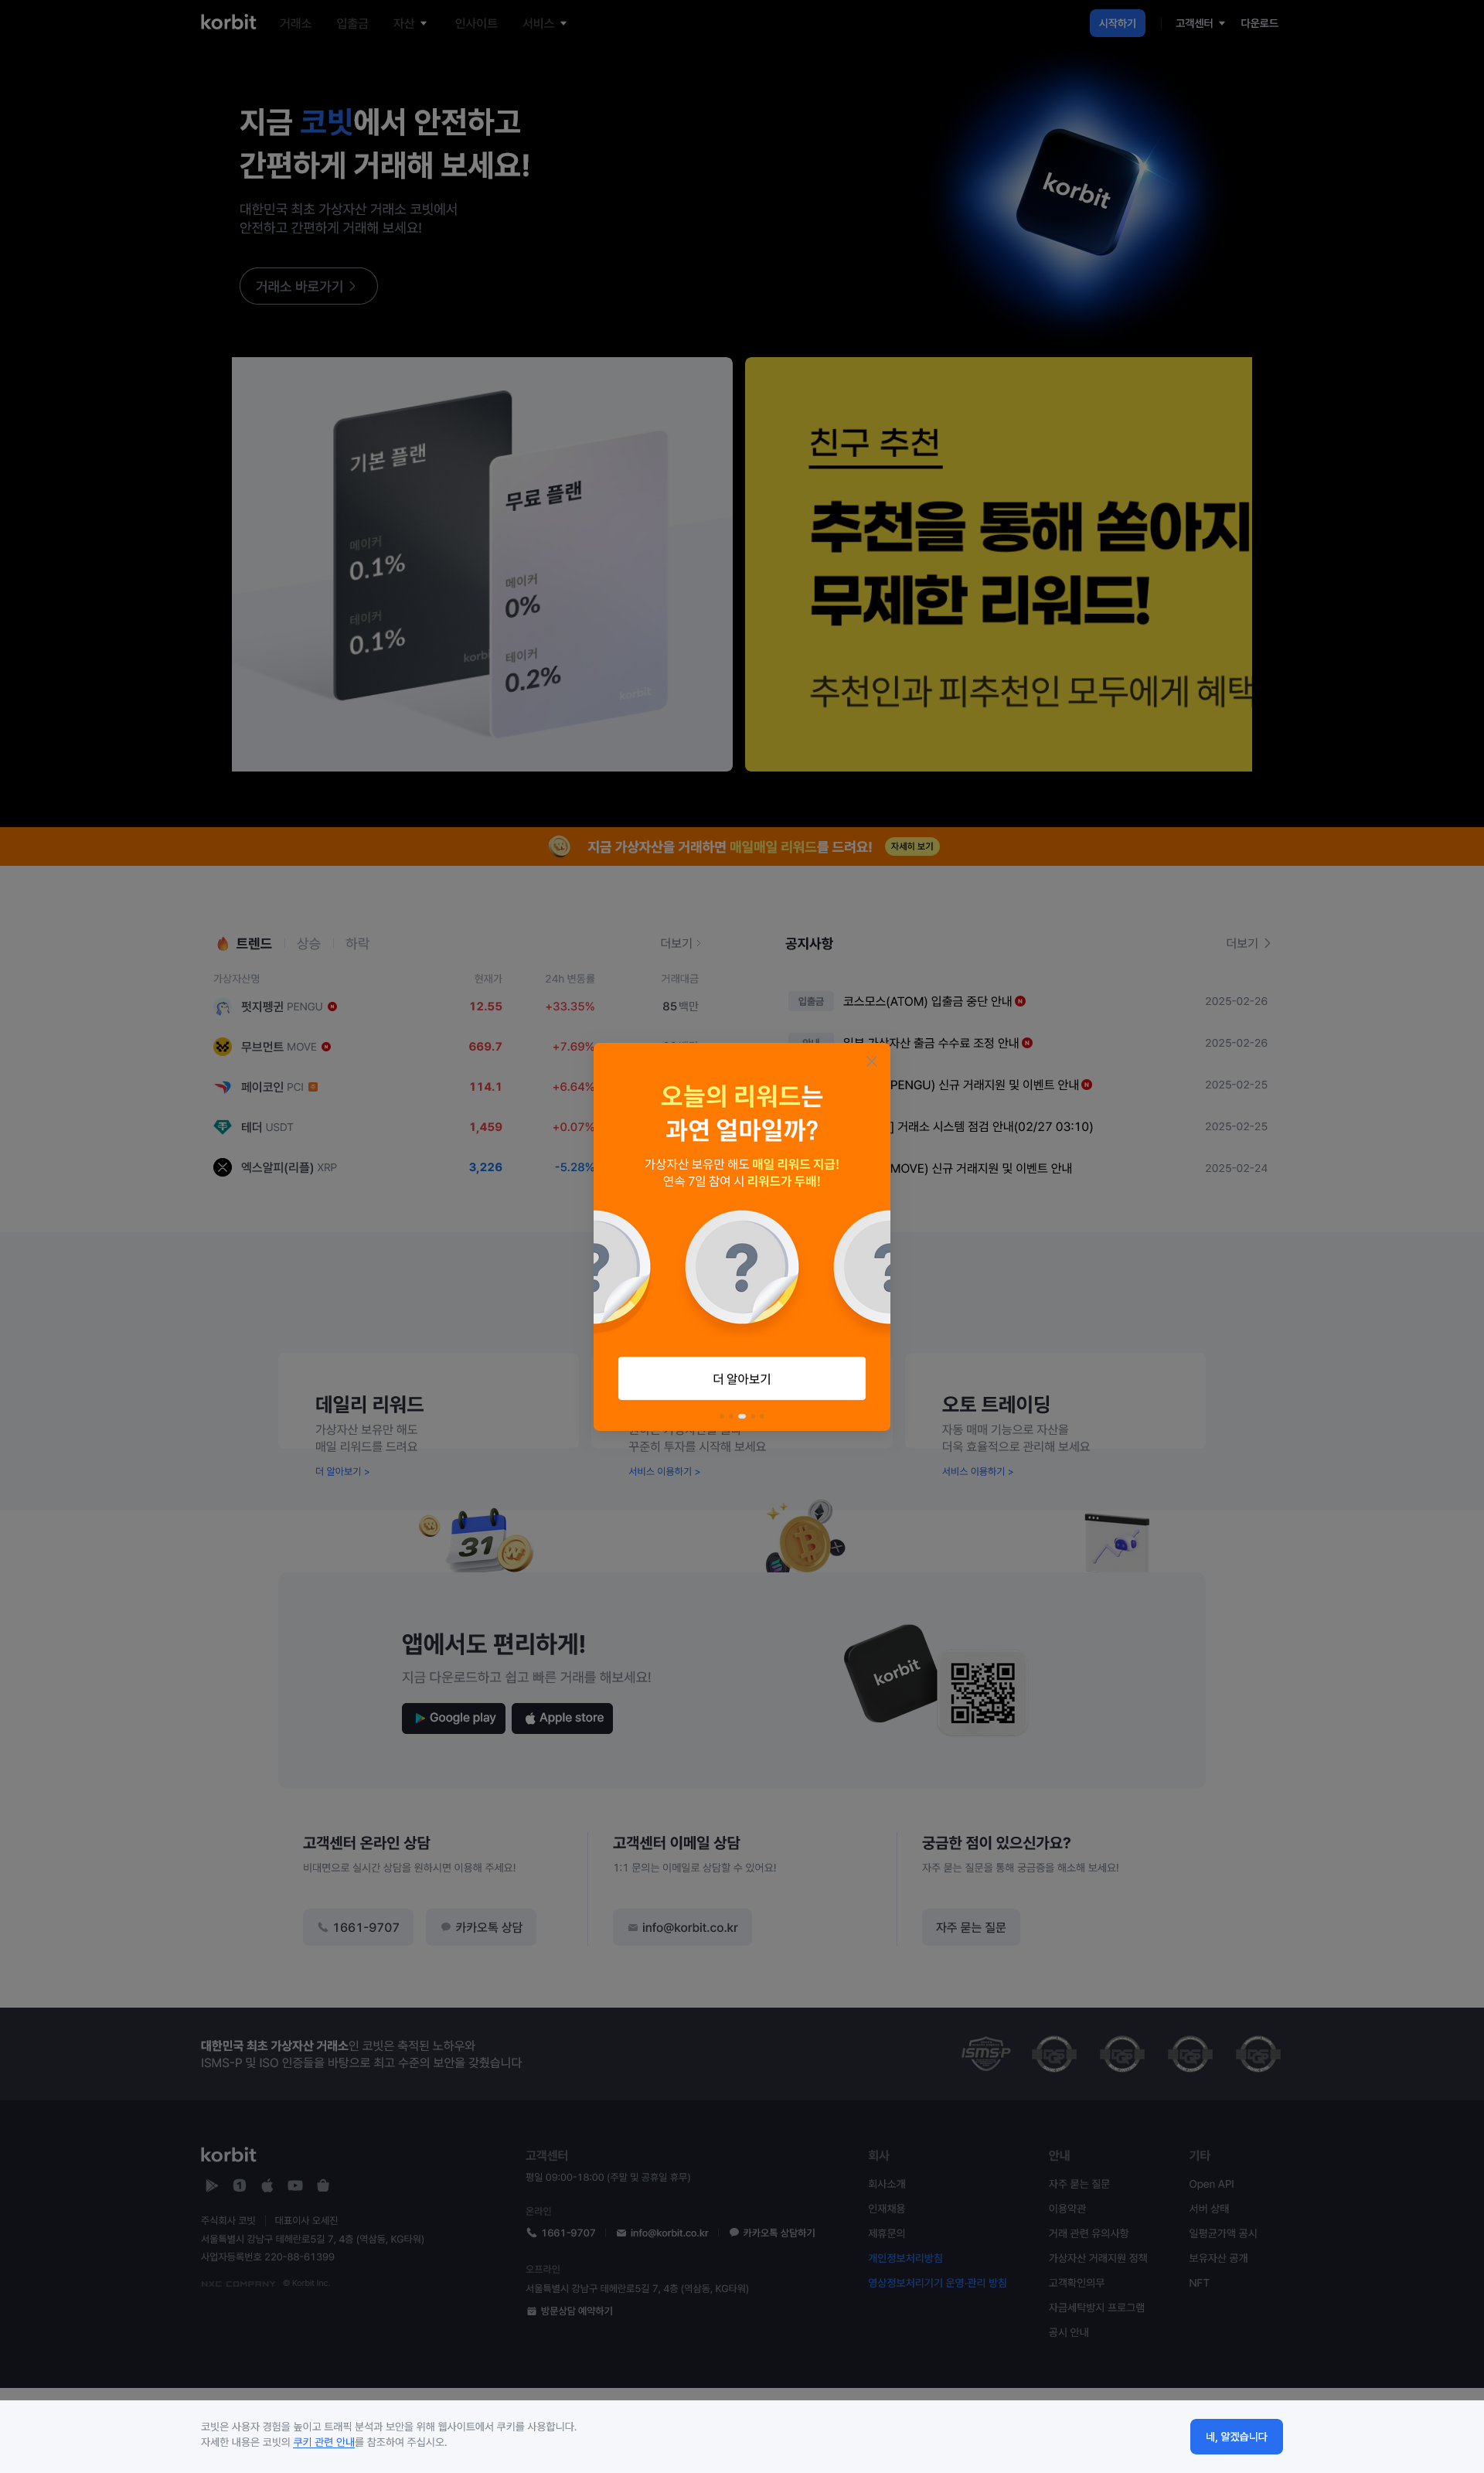 korbit 거래소 입출금 자산 인사이트 서비스 시작하기 고객센터 다운로드
지금 코빗에서 안전하고
간편하게 거래해 보세요!
대한민국 최초 가상자산 거래소 코빗에서
안전하고 간편하게 거래해 보세요!
거래소 바로가기
korbit
기본 플랜
메이커
0.1%
테이커
0.1%
무료 플랜
메이커
0%
테이커
0.2%
korbit
친구 추천
추천을 통해 쏟아지
무제한 리워드!
추천인과 피추천인 모두에게 혜택
지금 가상자산을 거래하면 매일매일 리워드를 드려요! 자세히 보기
트렌드 상승 하락 더보기
가상자산명 현재가 24h 변동률 거래대금
펏지펭귄 PENGU N 12.55 +33.35% 85백만
무브먼트 MOVE N 669.7 +7.69%
페이코인 PCI 114.1 +6.64%
테더 USDT 1,459 +0.07%
엑스알피(리플) XRP 3,226 -5.28%
공지사항 더보기
입출금 코스모스(ATOM) 입출금 중단 안내 N 2025-02-26
안내 일부 가상자산 출금 수수료 조정 안내 N 2025-02-26
PENGU) 신규 거래지원 및 이벤트 안내 N 2025-02-25
] 거래소 시스템 점검 안내(02/27 03:10) 2025-02-25
MOVE) 신규 거래지원 및 이벤트 안내 2025-02-24
오늘의 리워드는
과연 얼마일까?
가상자산 보유만 해도 매일 리워드 지급!
연속 7일 참여 시 리워드가 두배!
? ? ?
더 알아보기
데일리 리워드
가상자산 보유만 해도
매일 리워드를 드려요
더 알아보기 >
꾸준히 투자를 시작해 보세요
서비스 이용하기 >
오토 트레이딩
자동 매매 기능으로 자산을
더욱 효율적으로 관리해 보세요
서비스 이용하기 >
31
앱에서도 편리하게!
지금 다운로드하고 쉽고 빠른 거래를 해보세요!
Google play Apple store
korbit
고객센터 온라인 상담
비대면으로 실시간 상담을 원하시면 이용해 주세요!
1661-9707 카카오톡 상담
고객센터 이메일 상담
1:1 문의는 이메일로 상담할 수 있어요!
info@korbit.co.kr
궁금한 점이 있으신가요?
자주 묻는 질문을 통해 궁금증을 해소해 보세요!
자주 묻는 질문
대한민국 최초 가상자산 거래소인 코빗은 축적된 노하우와
ISMS-P 및 ISO 인증들을 바탕으로 최고 수준의 보안을 갖췄습니다
ISMS-P DQS DQS DQS DQS
korbit
주식회사 코빗 대표이사 오세진
서울특별시 강남구 테헤란로5길 7, 4층 (역삼동, KG타워)
사업자등록번호 220-88-61399
NXC COMPANY © Korbit Inc.
고객센터
평일 09:00-18:00 (주말 및 공휴일 휴무)
온라인
1661-9707 info@korbit.co.kr 카카오톡 상담하기
오프라인
서울특별시 강남구 테헤란로5길 7, 4층 (역삼동, KG타워)
방문상담 예약하기
회사
회사소개
인재채용
제휴문의
개인정보처리방침
영상정보처리기기 운영·관리 방침
안내
자주 묻는 질문
이용약관
거래 관련 유의사항
가상자산 거래지원 정책
고객확인의무
자금세탁방지 프로그램
공시 안내
기타
Open API
서버 상태
일평균가액 공시
보유자산 공개
NFT
코빗은 사용자 경험을 높이고 트래픽 분석과 보안을 위해 웹사이트에서 쿠키를 사용합니다.
자세한 내용은 코빗의 쿠키 관련 안내를 참조하여 주십시오.
네, 알겠습니다